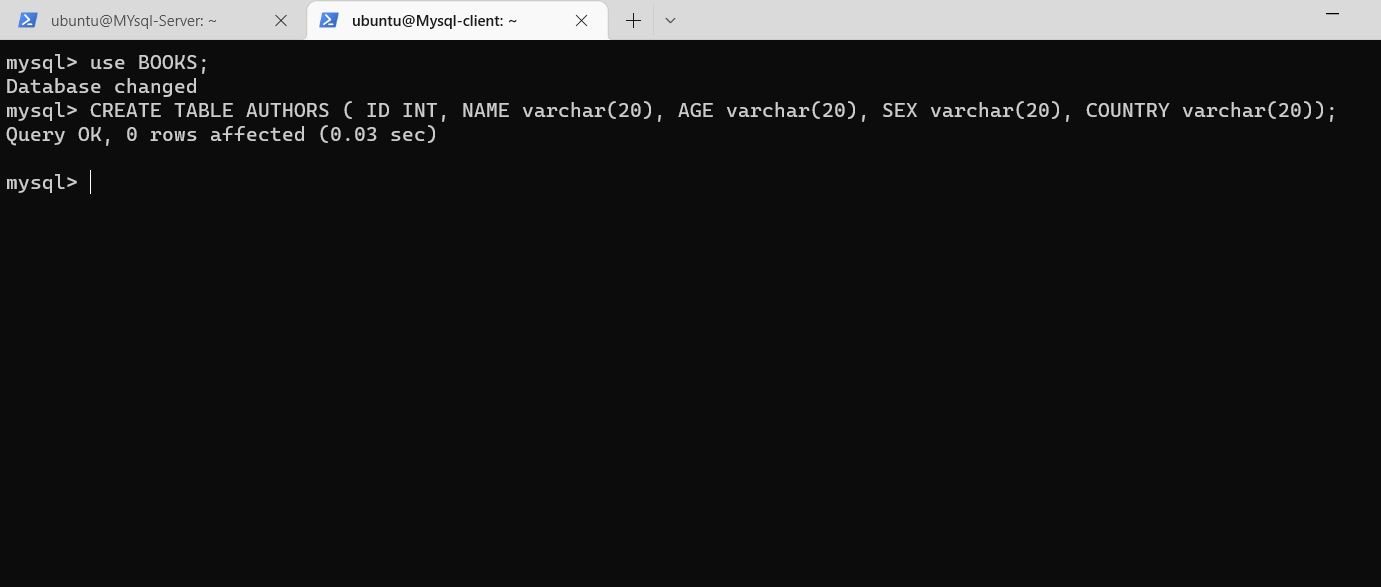 ubuntu@MYsql-Server: ~
ubuntu@Mysql-client: ~
mysql> use BOOKS;
Database changed
mysql> CREATE TABLE AUTHORS ( ID INT, NAME varchar(20), AGE varchar(20), SEX varchar(20), COUNTRY varchar(20));
Query OK, 0 rows affected (0.03 sec)
mysql>